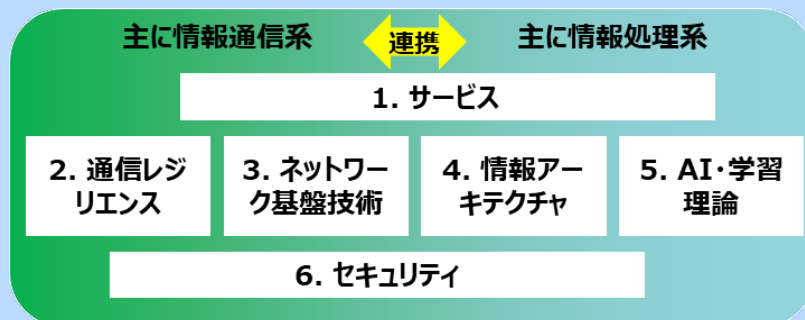 主に情報通信系
連携
主に情報処理系
1. サービス
2. 通信レジ
リエンス
3. ネットワー
ク基盤技術
4. 情報アー
キテクチャ
5. AI・学習
理論
6. セキュリティ